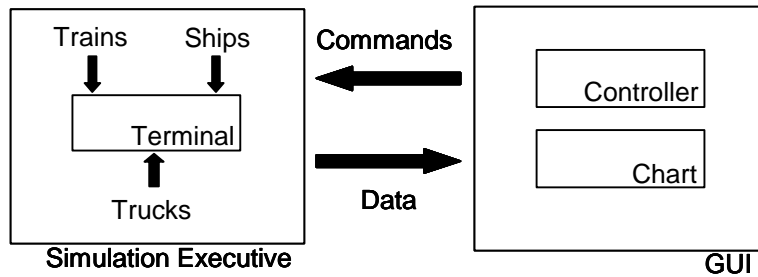 Trains
Ships
Terminal
Trucks
Simulation Executive
Commands
Data
Controller
Chart
GUI